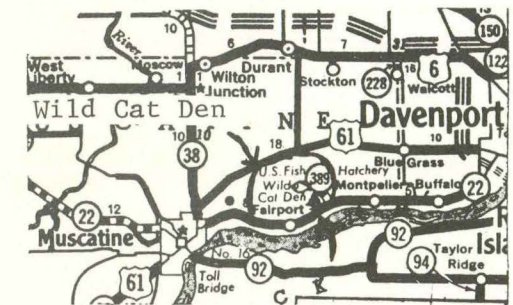 10
150
River
6
7
122
West
Liberty
Moscow
1
1
Wilton
Junction
Durant
Stockton
228
16
6
Walcott
Wild Cat Den
Davenport
N E
61
10
10
38
18
Blue Grass
U.S. Fish
Hatchery
Wild
Cat Den
389
Montpelier
Buffalo
5
22
Fairport
22
12
Muscatine
92
No. 16
92
Toll
Bridge
61
Taylor
Ridge
94
C K